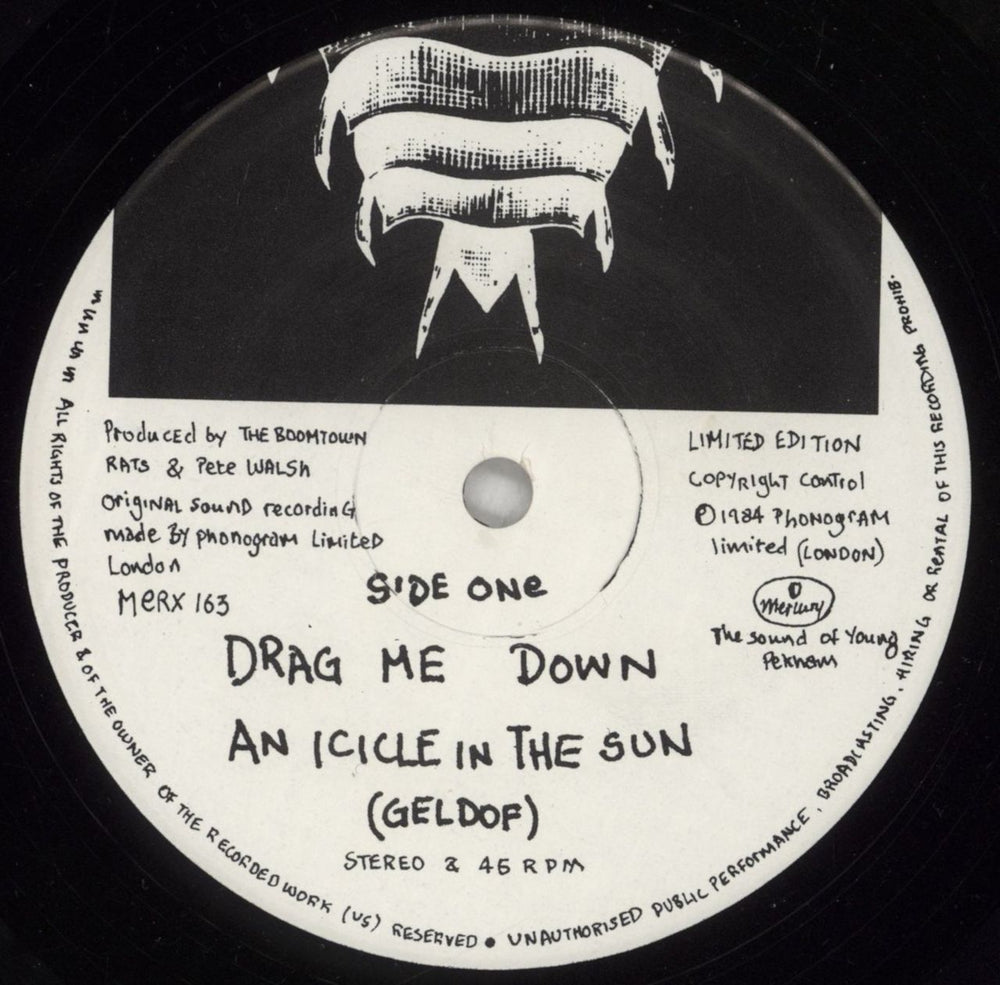 Produced by THE BOOMTOWN
RATS & Pete WALSh
OriginAL Sound recordinG
made By phonogram LimiteD
London
MERX 163
LIMITED EDITION
COPYRighT Control
Ⓟ 1984 PhONOGrAM
limited (LONDON)
mercury
The sound of Young
Pekham
SIDE ONe
DRAG ME DOWN
AN ICICLE IN THE SUN
(GELDOF)
STEREO & 45 RPM
ALL RIGHTS OF THE PRODUCER & OF THE OWNER OF THE RECORDED WORK (US) RESERVED ● UNAUTHORISED PUBLIC PERFORMANCE, BROADCASTING, HIRING OR RENTAL OF THIS RECORDING PROHIB.